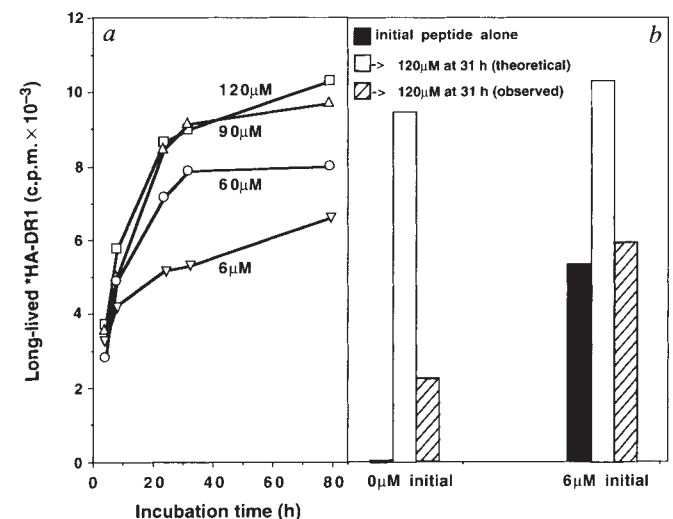 a
b
initial peptide alone
-> 120μM at 31 h (theoretical)
-> 120μM at 31 h (observed)
Long-lived *HA-DR1 (c.p.m. × 10⁻³)
12
10
8
6
4
2
0
120μM
90μM
60μM
6μM
0 20 40 60 80
0μM initial
6μM initial
Incubation time (h)